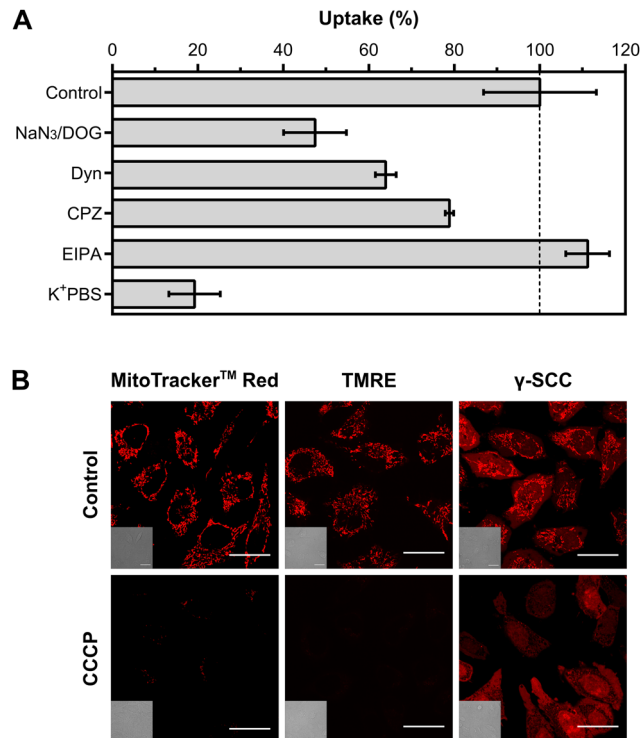 A
Uptake (%)
0 20 40 60 80 100 120
Control
NaN3/DOG
Dyn
CPZ
EIPA
K⁺PBS
B
MitoTracker™ Red TMRE γ-SCC
Control
CCCP